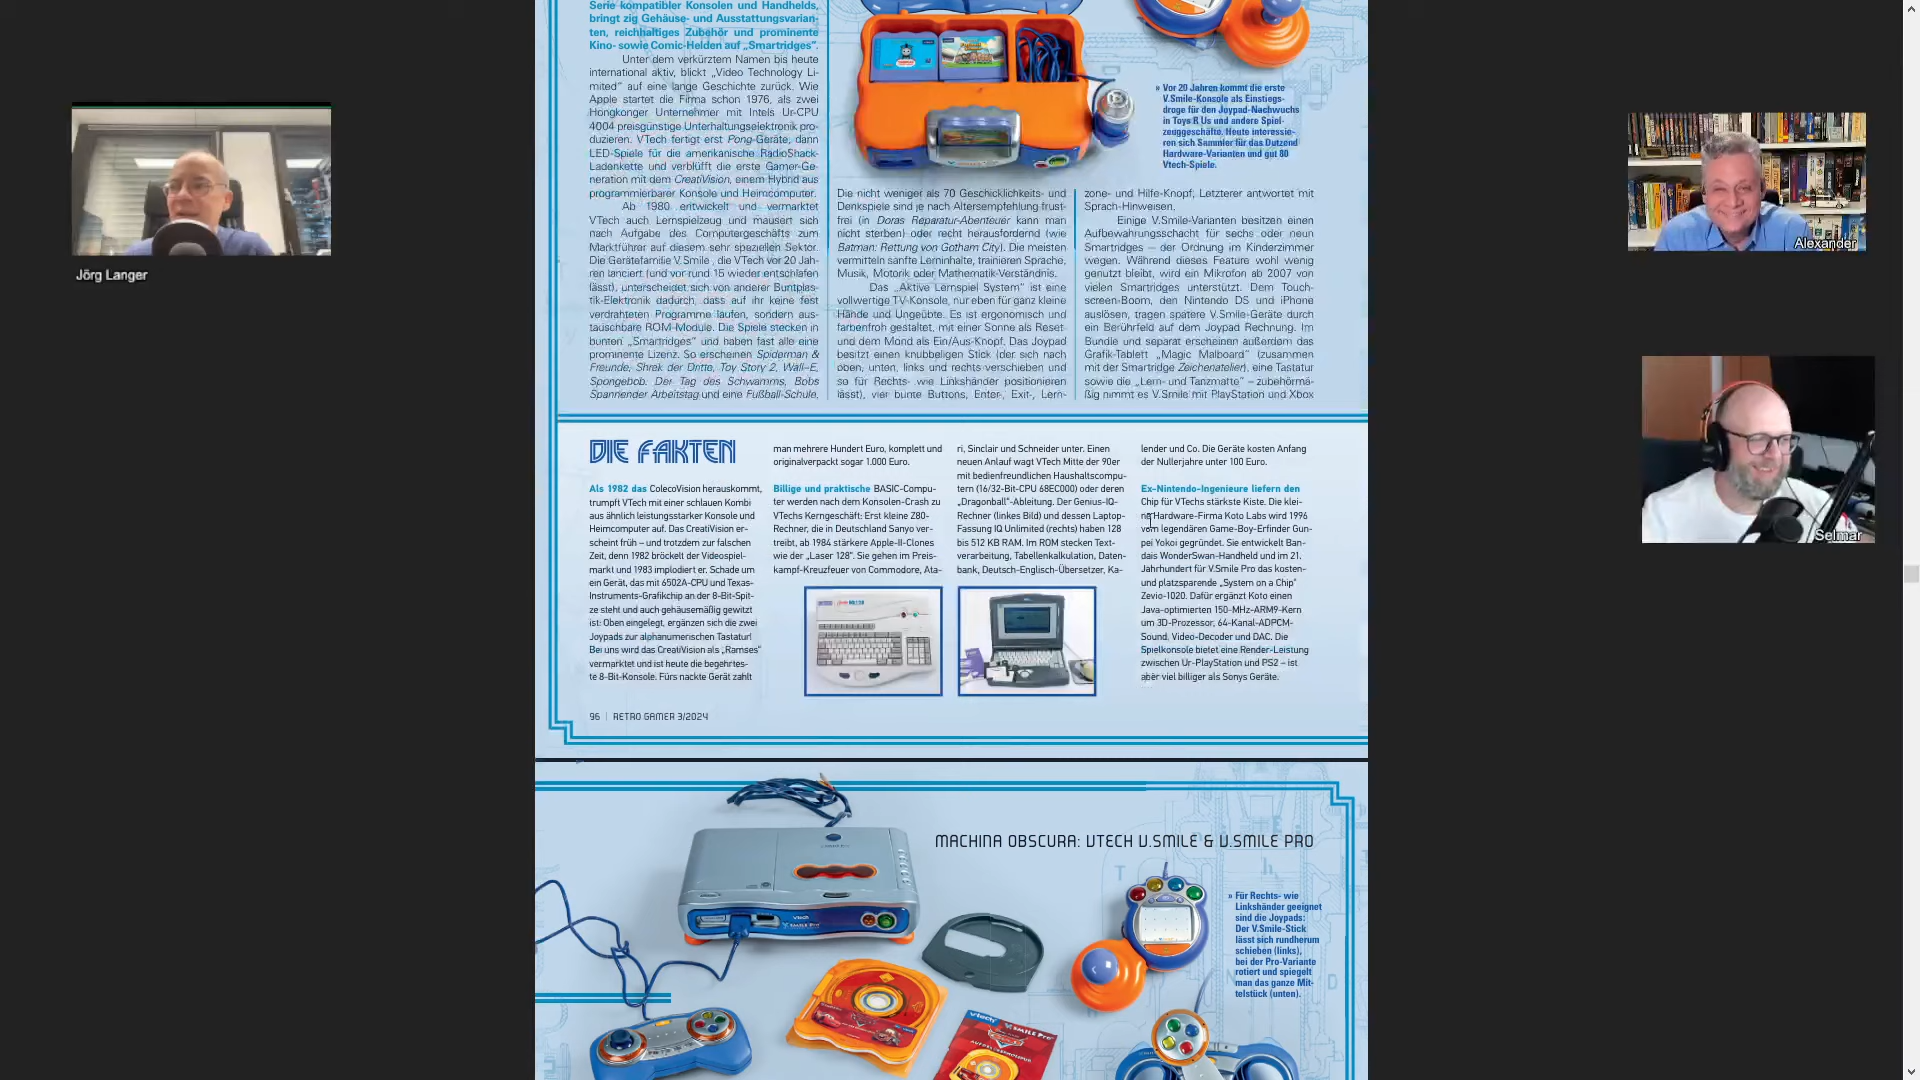 Serie kompatibler Konsolen und Handhelds,
bringt zig Gehäuse- und Ausstattungsvarian-
ten, reichhaltiges Zubehör und prominente
Kino- sowie Comic-Helden auf „Smartridges“.
Unter dem verkürztem Namen bis heute
international aktiv, blickt „Video Technology Li-
mited“ auf eine lange Geschichte zurück. Wie
Apple startet die Firma schon 1976, als zwei
Hongkonger Unternehmer mit Intels Ur-CPU
4004 preisgünstige Unterhaltungselektronik pro-
duzieren. VTech fertigt erst Pong-Geräte, dann
LED-Spiele für die amerikanische RadioShack-
Ladenkette und verblüfft die erste Gamer-Ge-
neration mit dem CreatiVision, einem Hybrid aus
programmierbarer Konsole und Heimcomputer.
Ab 1980 entwickelt und vermarktet
VTech auch Lernspielzeug und mausert sich
nach Aufgabe des Computergeschäfts zum
Marktführer auf diesem sehr speziellen Sektor.
Die Gerätefamilie V.Smile , die VTech vor 20 Jah-
ren lanciert (und vor rund 15 wieder entschlafen
lässt), unterscheidet sich von anderer Buntplas-
tik-Elektronik dadurch, dass auf ihr keine fest
verdrahteten Programme laufen, sondern aus-
tauschbare ROM-Module. Die Spiele stecken in
bunten „Smartridges“ und haben fast alle eine
prominente Lizenz. So erscheinen Spiderman &
Freunde, Shrek der Dritte, Toy Story 2, Wall–E,
Spongebob: Der Tag des Schwamms, Bobs
Spannender Arbeitstag und eine Fußball-Schule.
Die nicht weniger als 70 Geschicklichkeits- und
Denkspiele sind je nach Altersempfehlung frust-
frei (in Doras Reparatur-Abenteuer kann man
nicht sterben) oder recht herausfordernd (wie
Batman: Rettung von Gotham City). Die meisten
vermitteln sanfte Lerninhalte, trainieren Sprache,
Musik, Motorik oder Mathematik-Verständnis.
Das „Aktive Lernspiel System“ ist eine
vollwertige TV-Konsole, nur eben für ganz kleine
Hände und Ungeübte. Es ist ergonomisch und
farbenfroh gestaltet, mit einer Sonne als Reset-
und dem Mond als Ein/Aus-Knopf. Das Joypad
besitzt einen knubbeligen Stick (der sich nach
oben, unten, links und rechts verschieben und
so für Rechts- wie Linkshänder positionieren
lässt), vier bunte Buttons, Enter-, Exit-, Lern-
» Vor 20 Jahren kommt die erste
V.Smile-Konsole als Einstiegs-
droge für den Joypad-Nachwuchs
in Toys R Us und andere Spiel-
zeuggeschäfte. Heute interessie-
ren sich Sammler für das Dutzend
Hardware-Varianten und gut 80
Vtech-Spiele.
zone- und Hilfe-Knopf; Letzterer antwortet mit
Sprach-Hinweisen.
Einige V.Smile-Varianten besitzen einen
Aufbewahrungsschacht für sechs oder neun
Smartridges – der Ordnung im Kinderzimmer
wegen. Während dieses Feature wohl wenig
genutzt bleibt, wird ein Mikrofon ab 2007 von
vielen Smartridges unterstützt. Dem Touch-
screen-Boom, den Nintendo DS und iPhone
auslösen, tragen spätere V.Smile-Geräte durch
ein Berührfeld auf dem Joypad Rechnung. Im
Bundle und separat erscheinen außerdem das
Grafik-Tablett „Magic Malboard“ (zusammen
mit der Smartridge Zeichenatelier), eine Tastatur
sowie die „Lern- und Tanzmatte“ – zubehörmä-
ßig nimmt es V.Smile mit PlayStation und Xbox
DIE FAKTEN
Als 1982 das ColecoVision herauskommt,
trumpft VTech mit einer schlauen Kombi
aus ähnlich leistungsstarker Konsole und
Heimcomputer auf. Das CreatiVision er-
scheint früh – und trotzdem zur falschen
Zeit, denn 1982 bröckelt der Videospiel-
markt und 1983 implodiert er. Schade um
ein Gerät, das mit 6502A-CPU und Texas-
Instruments-Grafikchip an der 8-Bit-Spit-
ze steht und auch gehäusemäßig gewitzt
ist: Oben eingelegt, ergänzen sich die zwei
Joypads zur alphanumerischen Tastatur!
Bei uns wird das CreatiVision als „Ramses“
vermarktet und ist heute die begehrtes-
te 8-Bit-Konsole. Fürs nackte Gerät zahlt
man mehrere Hundert Euro, komplett und
originalverpackt sogar 1.000 Euro.
Billige und praktische BASIC-Compu-
ter werden nach dem Konsolen-Crash zu
VTechs Kerngeschäft: Erst kleine Z80-
Rechner, die in Deutschland Sanyo ver-
treibt, ab 1984 stärkere Apple-II-Clones
wie der „Laser 128“. Sie gehen im Preis-
kampf-Kreuzfeuer von Commodore, Ata-
ri, Sinclair und Schneider unter. Einen
neuen Anlauf wagt VTech Mitte der 90er
mit bedienfreundlichen Haushaltscompu-
tern (16/32-Bit-CPU 68EC000) oder deren
„Dragonball“-Ableitung. Der Genius-IQ-
Rechner (linkes Bild) und dessen Laptop-
Fassung IQ Unlimited (rechts) haben 128
bis 512 KB RAM. Im ROM stecken Text-
verarbeitung, Tabellenkalkulation, Daten-
bank, Deutsch-Englisch-Übersetzer, Ka-
lender und Co. Die Geräte kosten Anfang
der Nullerjahre unter 100 Euro.
Ex-Nintendo-Ingenieure liefern den
Chip für VTechs stärkste Kiste. Die klei-
ne Hardware-Firma Koto Labs wird 1996
vom legendären Game-Boy-Erfinder Gun-
pei Yokoi gegründet. Sie entwickelt Ban-
dais WonderSwan-Handheld und im 21.
Jahrhundert für V.Smile Pro das kosten-
und platzsparende „System on a Chip“
Zevio-1020. Dafür ergänzt Koto einen
Java-optimierten 150-MHz-ARM9-Kern
um 3D-Prozessor, 64-Kanal-ADPCM-
Sound, Video-Decoder und DAC. Die
Spielkonsole bietet eine Render-Leistung
zwischen Ur-PlayStation und PS2 – ist
aber viel billiger als Sonys Geräte.
96 | RETRO GAMER 3/2024
MACHINA OBSCURA: VTECH V.SMILE & V.SMILE PRO
» Für Rechts- wie
Linkshänder geeignet
sind die Joypads:
Der V.Smile-Stick
lässt sich rundherum
schieben (links),
bei der Pro-Variante
rotiert und spiegelt
man das ganze Mit-
telstück (unten).
vtech
V.SMILE PRO
Jörg Langer
Alexander
Selmar